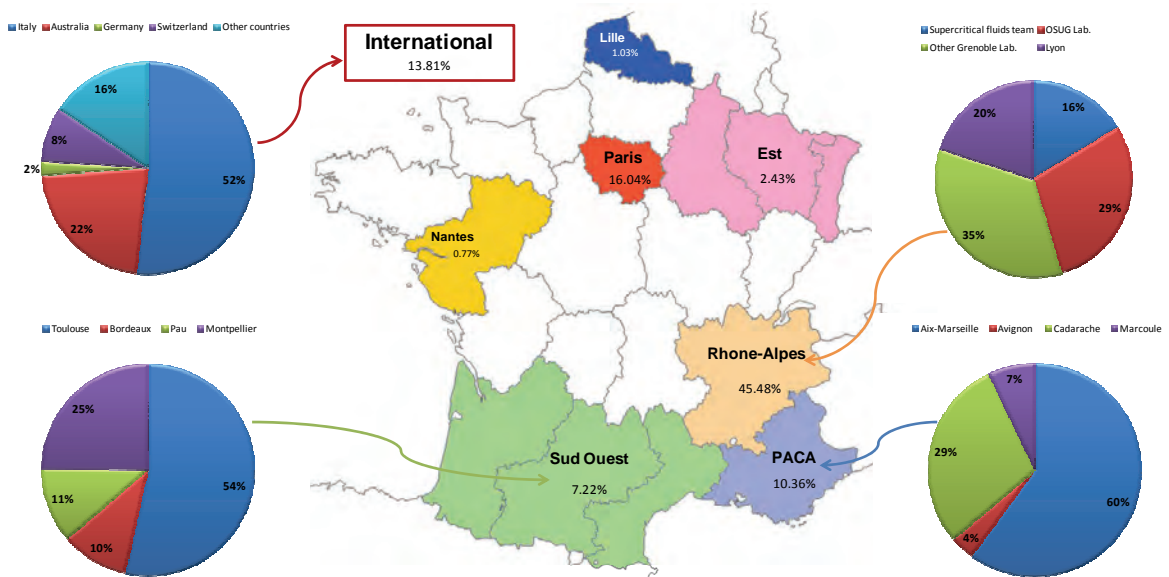 Italy Australia Germany Switzerland Other countries
16%
8%
2%
52%
22%
International
13.81%
Lille
1.03%
Supercritical fluids team OSUG Lab.
Other Grenoble Lab. Lyon
20%
16%
29%
35%
Paris
16.04%
Est
2.43%
Nantes
0.77%
Toulouse Bordeaux Pau Montpellier
25%
11%
54%
10%
Rhone-Alpes
45.48%
Sud Ouest
7.22%
PACA
10.36%
Aix-Marseille Avignon Cadarache Marcoule
7%
29%
60%
4%